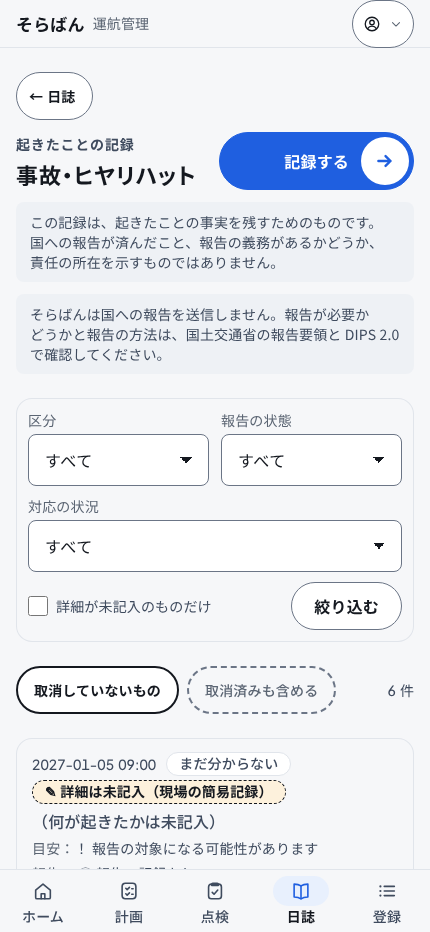 そらばん 運航管理
← 日誌
起きたことの記録
事故・ヒヤリハット
記録する →
この記録は、起きたことの事実を残すためのものです。
国への報告が済んだこと、報告の義務があるかどうか、
責任の所在を示すものではありません。
そらばんは国への報告を送信しません。報告が必要か
どうかと報告の方法は、国土交通省の報告要領と DIPS 2.0
で確認してください。
区分 報告の状態
すべて すべて
対応の状況
すべて
詳細が未記入のものだけ 絞り込む
取消していないもの 取消済みも含める 6 件
2027-01-05 09:00 まだ分からない
✎ 詳細は未記入（現場の簡易記録）
（何が起きたかは未記入）
目安：！ 報告の対象になる可能性があります
ホーム 計画 点検 日誌 登録